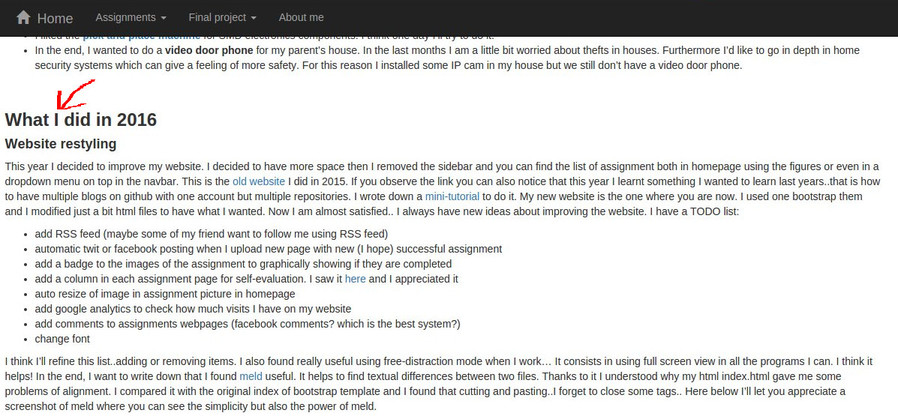 Home Assignments Final project About me
I liked the pick and place machine for SMD electronics components. I think one day I'll try to do it.
In the end, I wanted to do a video door phone for my parent's house. In the last months I am a little bit worried about thefts in houses. Furthermore I'd like to go in depth in home
security systems which can give a feeling of more safety. For this reason I installed some IP cam in my house but we still don't have a video door phone.
What I did in 2016
Website restyling
This year I decided to improve my website. I decided to have more space then I removed the sidebar and you can find the list of assignment both in homepage using the figures or even in a
dropdown menu on top in the navbar. This is the old website I did in 2015. If you observe the link you can also notice that this year I learnt something I wanted to learn last years..that is how
to have multiple blogs on github with one account but multiple repositories. I wrote down a mini-tutorial to do it. My new website is the one where you are now. I used one bootstrap them
and I modified just a bit html files to have what I wanted. Now I am almost satisfied.. I always have new ideas about improving the website. I have a TODO list:
add RSS feed (maybe some of my friend want to follow me using RSS feed)
automatic twit or facebook posting when I upload new page with new (I hope) successful assignment
add a badge to the images of the assignment to graphically showing if they are completed
add a column in each assignment page for self-evaluation. I saw it here and I appreciated it
auto resize of image in assignment picture in homepage
add google analytics to check how much visits I have on my website
add comments to assignments webpages (facebook comments? which is the best system?)
change font
I think I'll refine this list..adding or removing items. I also found really useful using free-distraction mode when I work… It consists in using full screen view in all the programs I can. I think it
helps! In the end, I want to write down that I found meld useful. It helps to find textual differences between two files. Thanks to it I understood why my html index.html gave me some
problems of alignment. I compared it with the original index of bootstrap template and I found that cutting and pasting..I forget to close some tags.. Here below I'll let you appreciate a
screenshot of meld where you can see the simplicity but also the power of meld.